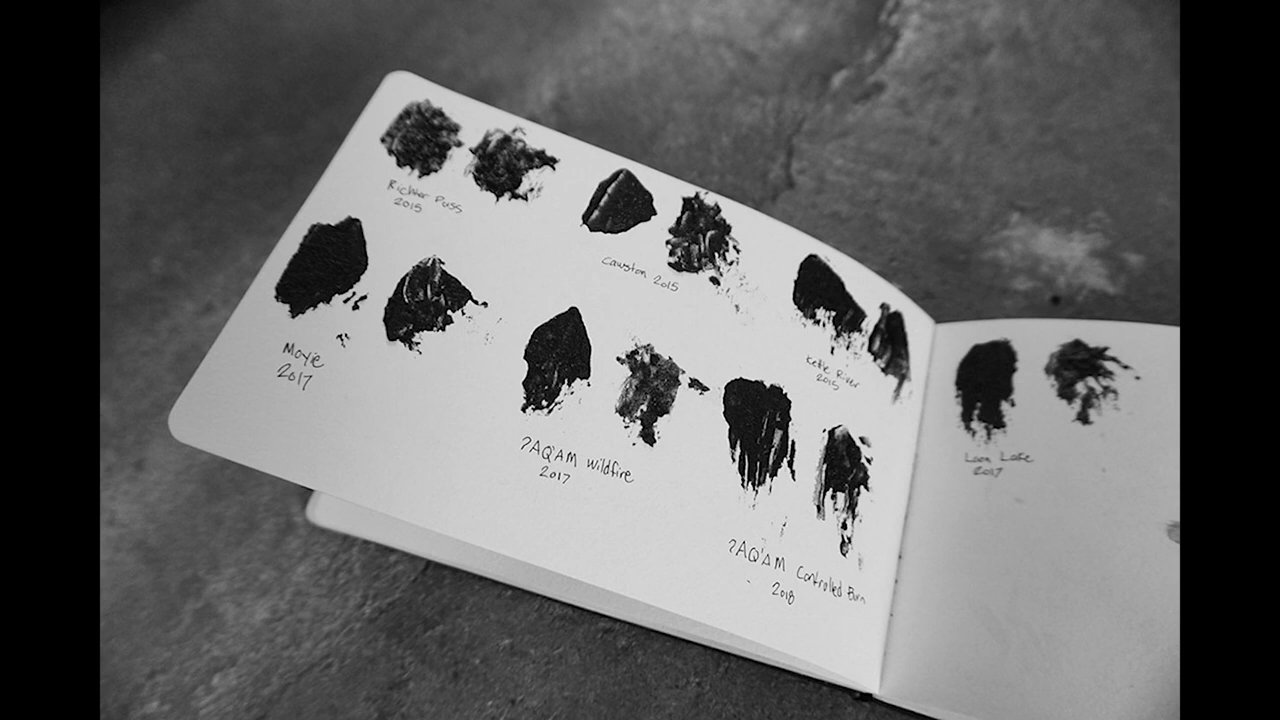 Richter Pass
2015
Cawston 2015
Kettle River
2015
Moyie
2017
ʔAQ'AM Wildfire
2017
ʔAQ'AM Controlled Burn
2018
Loon Lake
2017